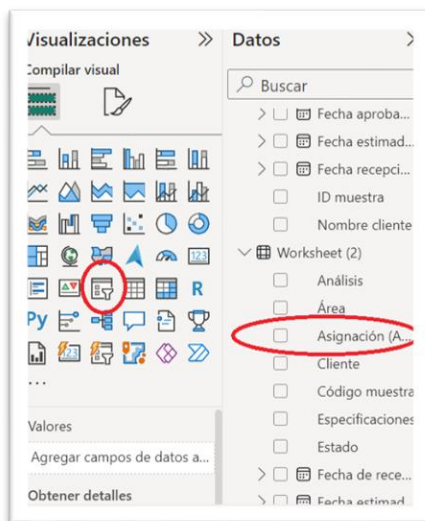 Visualizaciones
Compilar visual
123
R
Py
123
...
Valores
Agregar campos de datos a...
Obtener detalles
Datos
Buscar
Fecha aproba...
Fecha estimad...
Fecha recepci...
ID muestra
Nombre cliente
Worksheet (2)
Análisis
Área
Asignación (A...
Cliente
Código muestra
Especificaciones
Estado
Fecha de rece...
Fecha estimad